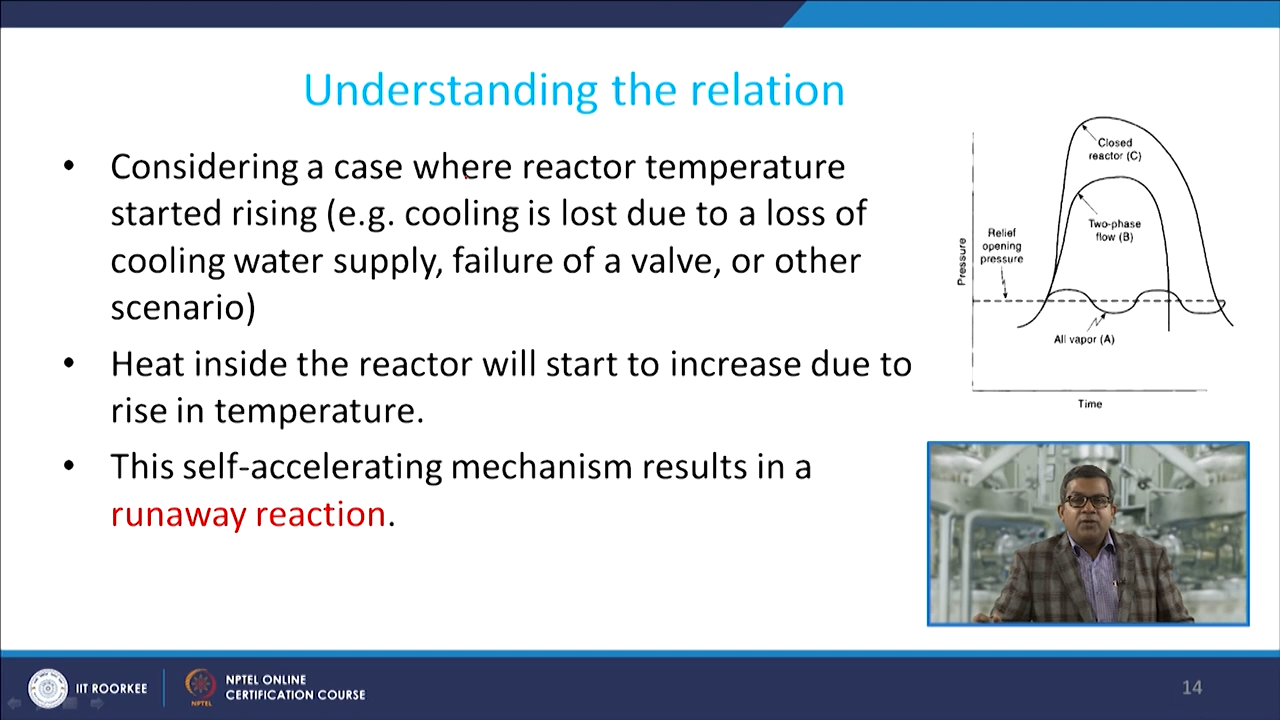 Understanding the relation
• Considering a case where reactor temperature
started rising (e.g. cooling is lost due to a loss of
cooling water supply, failure of a valve, or other
scenario)
• Heat inside the reactor will start to increase due to
rise in temperature.
• This self-accelerating mechanism results in a
runaway reaction.
Closed
reactor (C)
Two-phase
flow (B)
Relief
opening
pressure
Pressure
All vapor (A)
Time
IIT ROORKEE
NPTEL
NPTEL ONLINE
CERTIFICATION COURSE
14